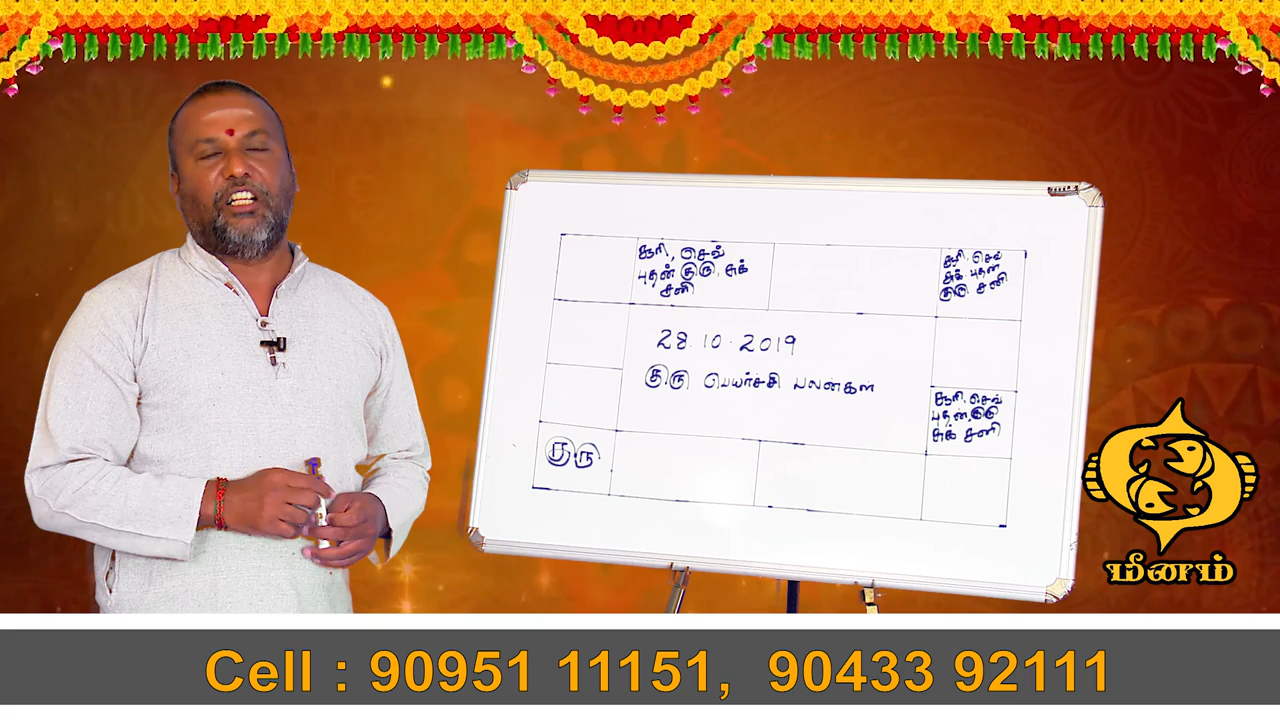 சூரி, செவ்
புதன் குரு, சுக்
சனி
சூரி. செவ்
சுக் புதன்
குரு, சனி
28.10.2019
குரு பெயர்ச்சி பலன்கள்
சூரி. செவ்
புதன், குரு
சுக் சனி
குரு
மீனம்
Cell : 90951 11151, 90433 92111